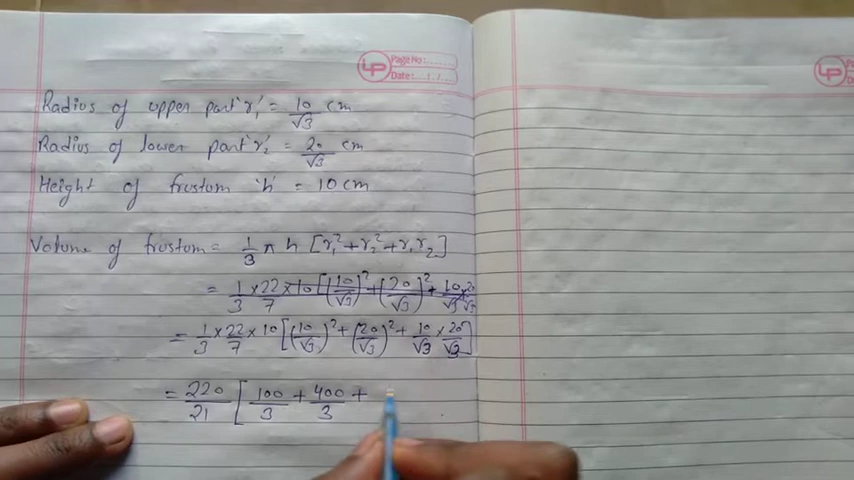 LP Page No:......
Date: .../.../...
Radius of upper part 'r₁' = 10/√3 cm
Radius of lower part 'r₂' = 20/√3 cm
Height of frustum 'h' = 10 cm
Volume of frustum = 1/3 π h [r₁² + r₂² + r₁r₂]
= 1/3 × 22/7 × 10 [(10/√3)² + (20/√3)² + 10/√3 × 20/√3
= 1/3 × 22/7 × 10 [(10/√3)² + (20/√3)² + 10/√3 × 20/√3]
= 220/21 [100/3 + 400/3 +